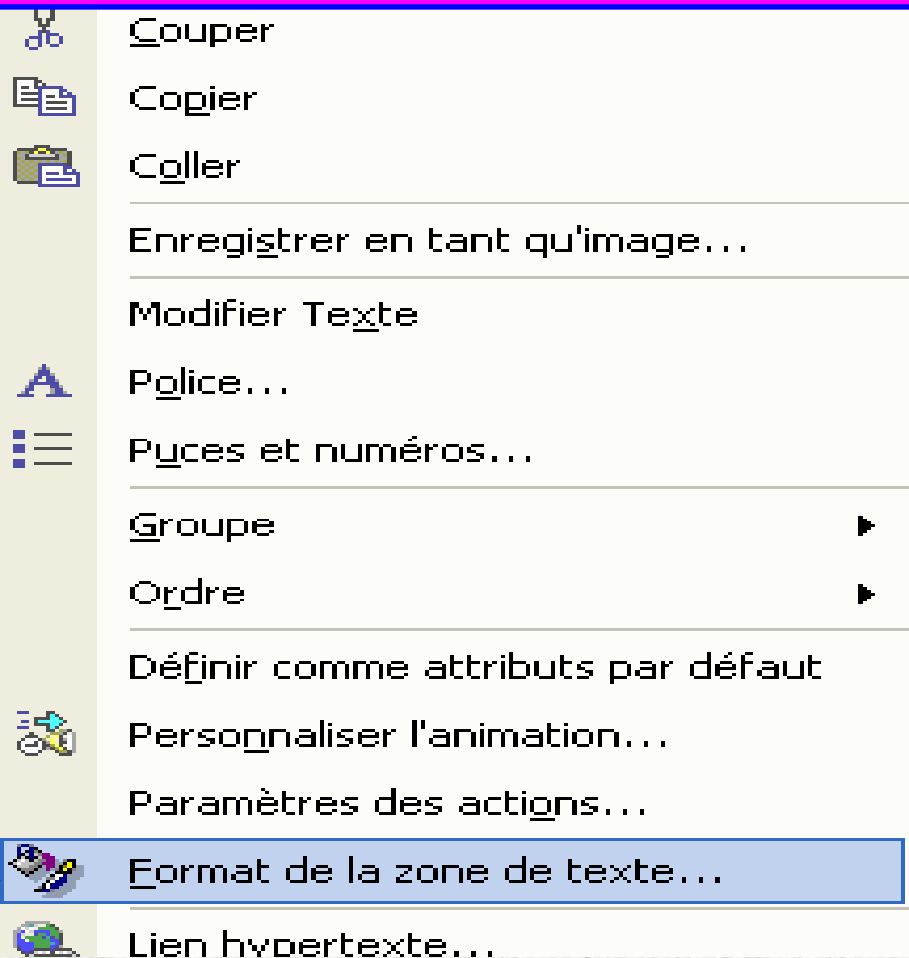 Couper
Copier
Coller
Enregistrer en tant qu'image...
Modifier Texte
Police...
Puces et numéros...
Groupe
Ordre
Définir comme attributs par défaut
Personnaliser l'animation...
Paramètres des actions...
Format de la zone de texte...
Lien hypertexte...